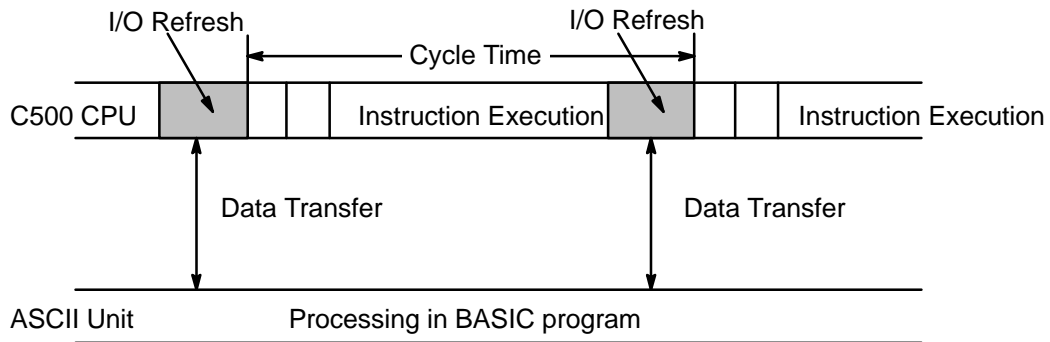 I/O Refresh
I/O Refresh
Cycle Time
C500 CPU
Instruction Execution
Instruction Execution
Data Transfer
Data Transfer
ASCII Unit
Processing in BASIC program